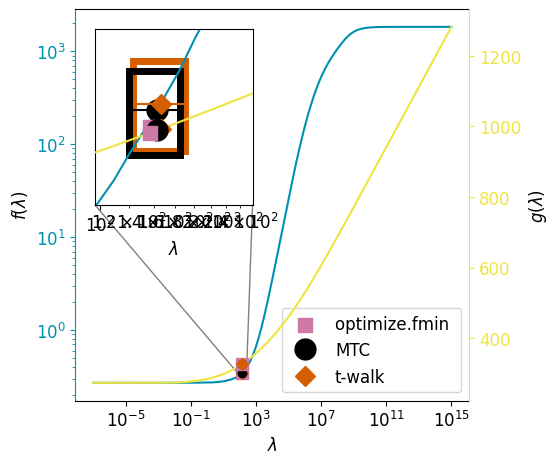 10³
10²
10¹
10⁰
f(λ)
10²
λ
1200
1000
800
600
400
g(λ)
optimize.fmin
MTC
t-walk
10⁻⁵ 10⁻¹ 10³ 10⁷ 10¹¹ 10¹⁵
λ